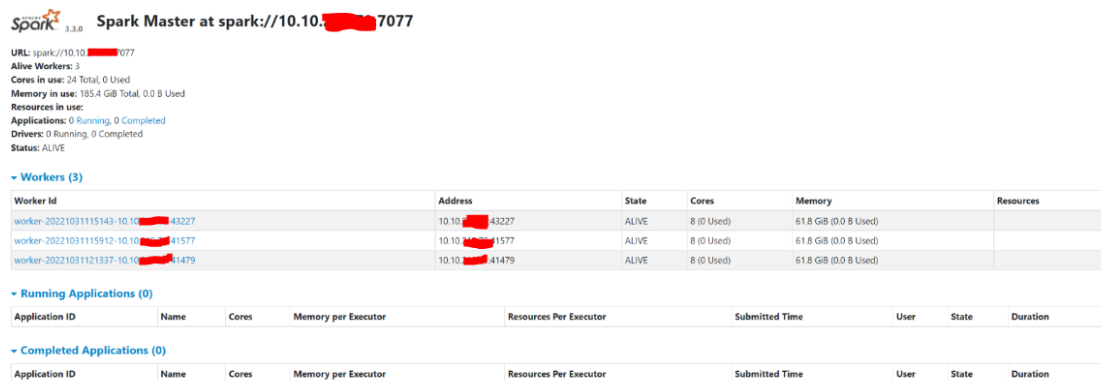 APACHE Spark 3.3.0 Spark Master at spark://10.10. 7077
URL: spark://10.10. 7077
Alive Workers: 3
Cores in use: 24 Total, 0 Used
Memory in use: 185.4 GiB Total, 0.0 B Used
Resources in use:
Applications: 0 Running, 0 Completed
Drivers: 0 Running, 0 Completed
Status: ALIVE
Workers (3)
Worker Id Address State Cores Memory Resources
worker-20221031115143-10.10 43227 10.10. 43227 ALIVE 8 (0 Used) 61.8 GiB (0.0 B Used)
worker-20221031115912-10.10 41577 10.10. 41577 ALIVE 8 (0 Used) 61.8 GiB (0.0 B Used)
worker-20221031121337-10.10 41479 10.10. 41479 ALIVE 8 (0 Used) 61.8 GiB (0.0 B Used)
Running Applications (0)
Application ID Name Cores Memory per Executor Resources Per Executor Submitted Time User State Duration
Completed Applications (0)
Application ID Name Cores Memory per Executor Resources Per Executor Submitted Time User State Duration